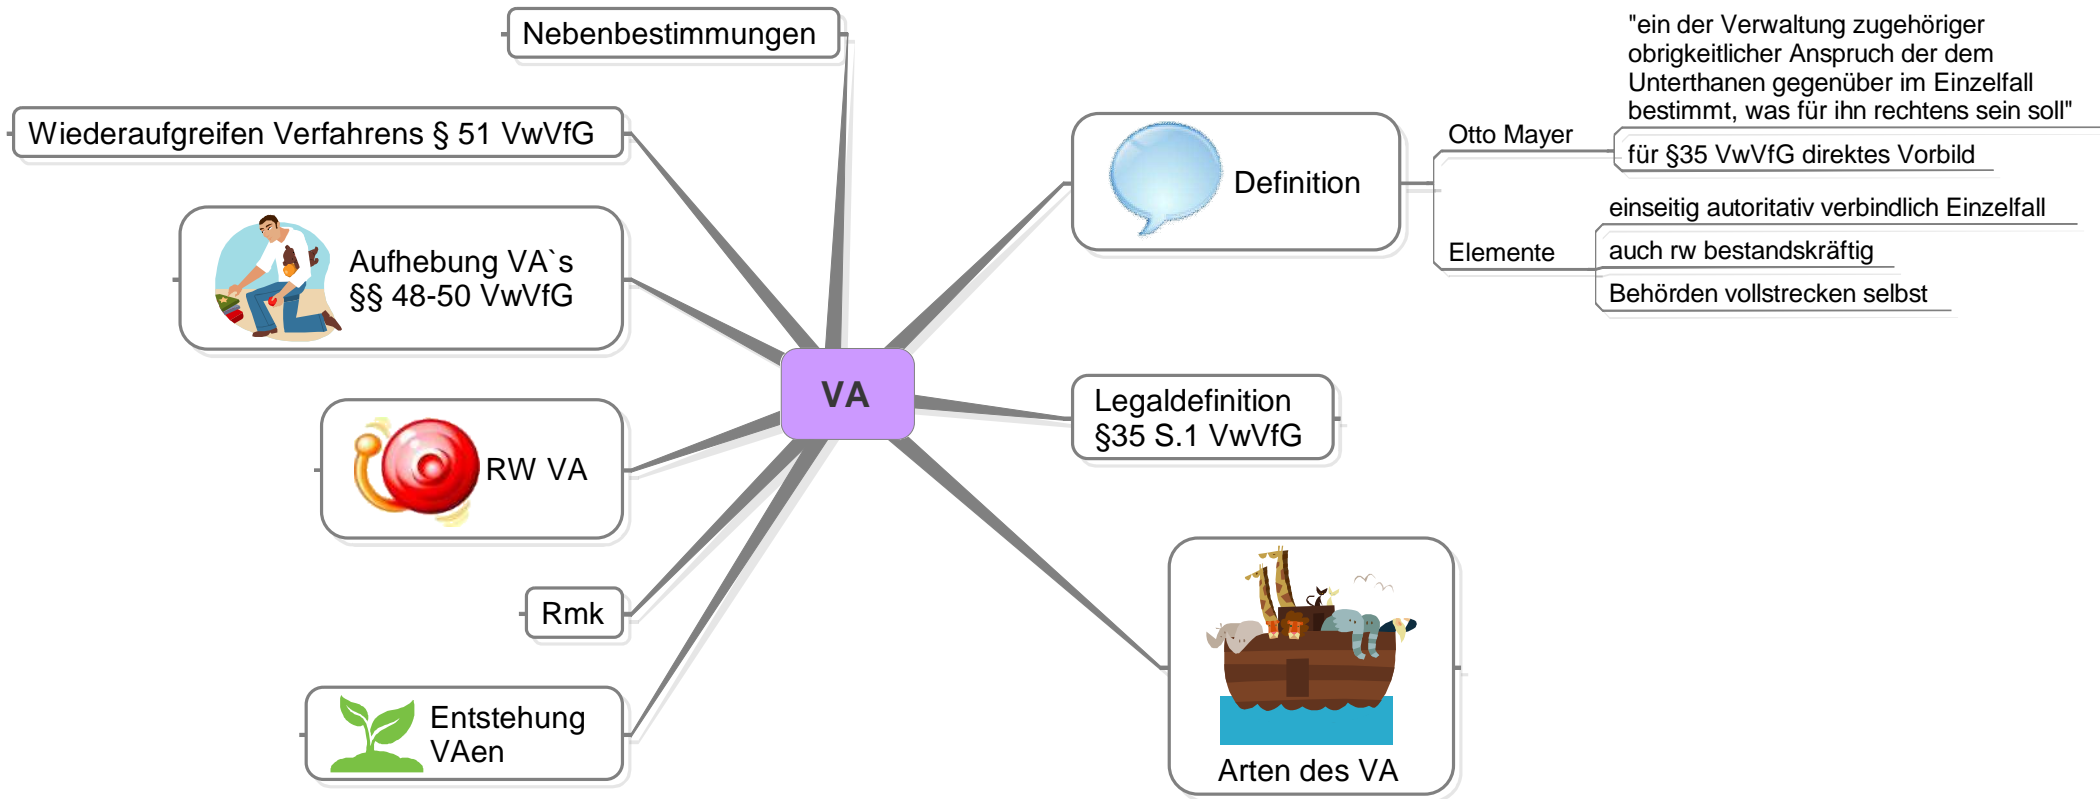 Nebenbestimmungen
Wiederaufgreifen Verfahrens § 51 VwVfG
Aufhebung VA`s
§§ 48-50 VwVfG
RW VA
Rmk
Entstehung
VAen
VA
Definition
Otto Mayer
"ein der Verwaltung zugehöriger
obrigkeitlicher Anspruch der dem
Unterthanen gegenüber im Einzelfall
bestimmt, was für ihn rechtens sein soll"
für §35 VwVfG direktes Vorbild
Elemente
einseitig autoritativ verbindlich Einzelfall
auch rw bestandskräftig
Behörden vollstrecken selbst
Legaldefinition
§35 S.1 VwVfG
Arten des VA